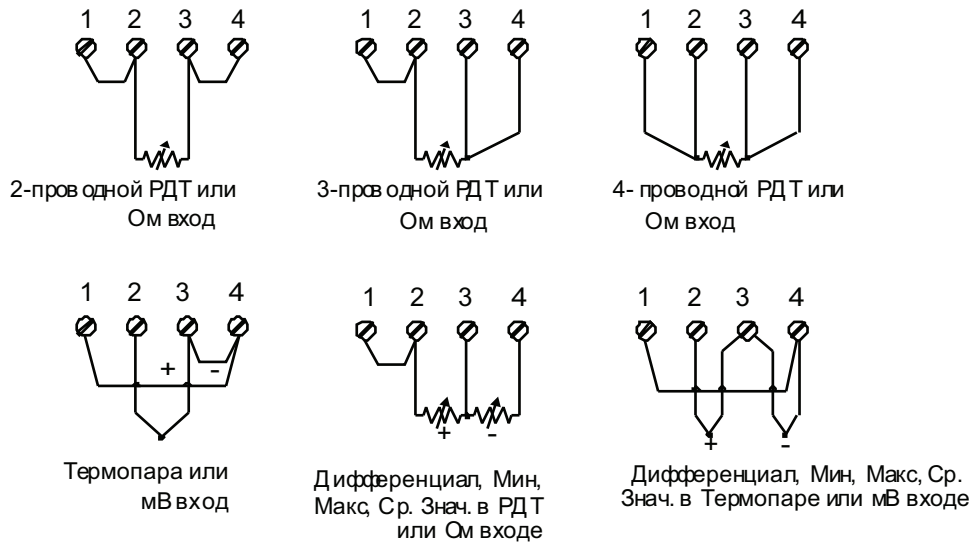 1 2 3 4
2-проводной РДТ или
Ом вход
1 2 3 4
3-проводной РДТ или
Ом вход
1 2 3 4
4- проводной РДТ или
Ом вход
1 2 3 4
+ -
Термопара или
мВ вход
1 2 3 4
+ -
Дифференциал, Мин,
Макс, Ср. Знач. в РДТ
или Ом входе
1 2 3 4
+ -
Дифференциал, Мин, Макс, Ср.
Знач. в Термопаре или мВ входе